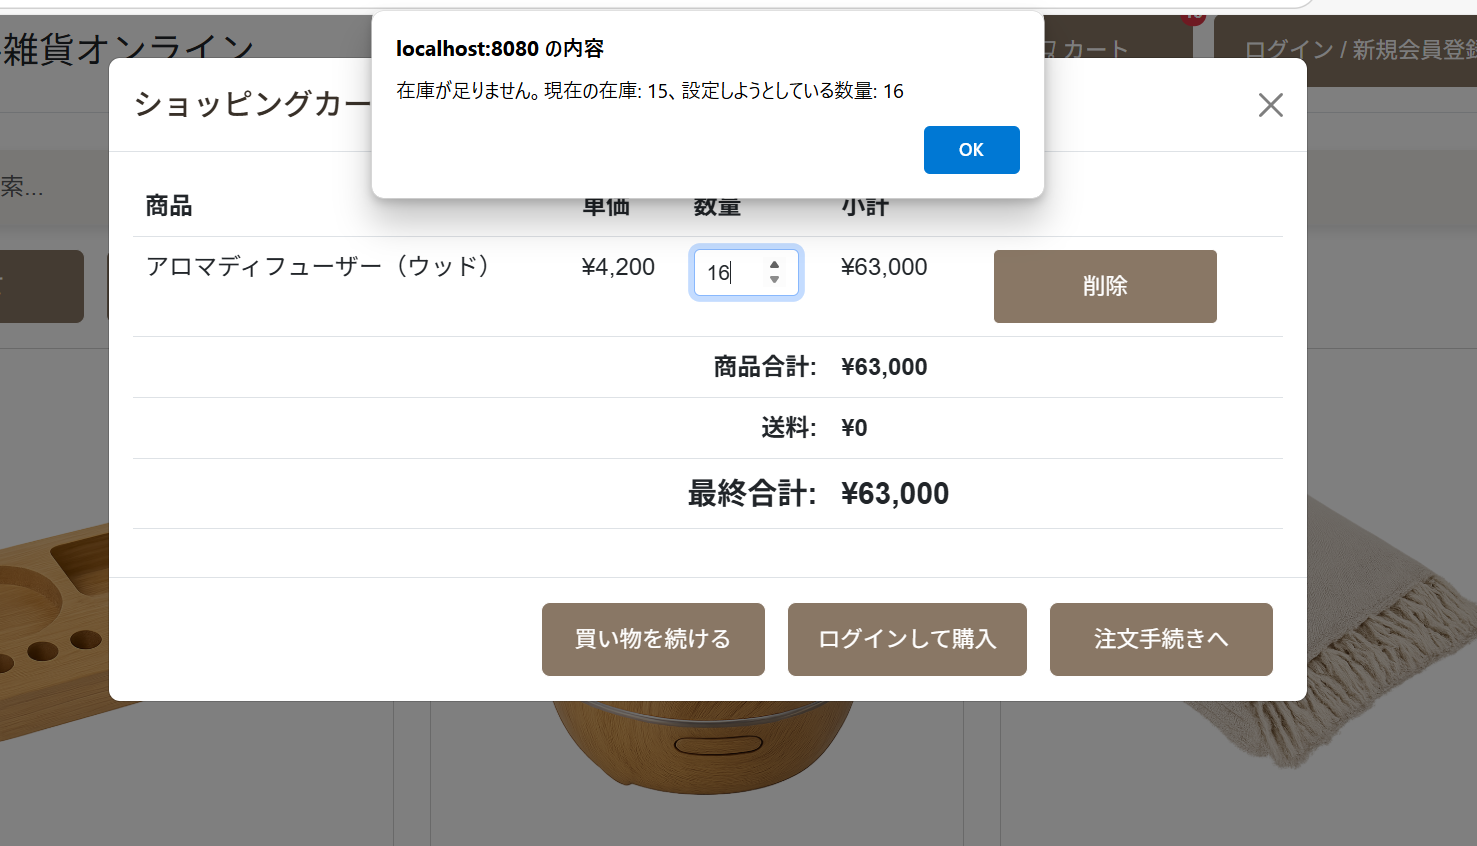 localhost:8080 の内容
在庫が足りません。現在の在庫: 15、設定しようとしている数量: 16
OK
雑貨オンライン
カート
ログイン / 新規会員登録
ショッピングカー
索...
商品 単価 数量 小計
アロマディフューザー（ウッド） ¥4,200 16 ¥63,000 削除
商品合計: ¥63,000
送料: ¥0
最終合計: ¥63,000
買い物を続ける ログインして購入 注文手続きへ